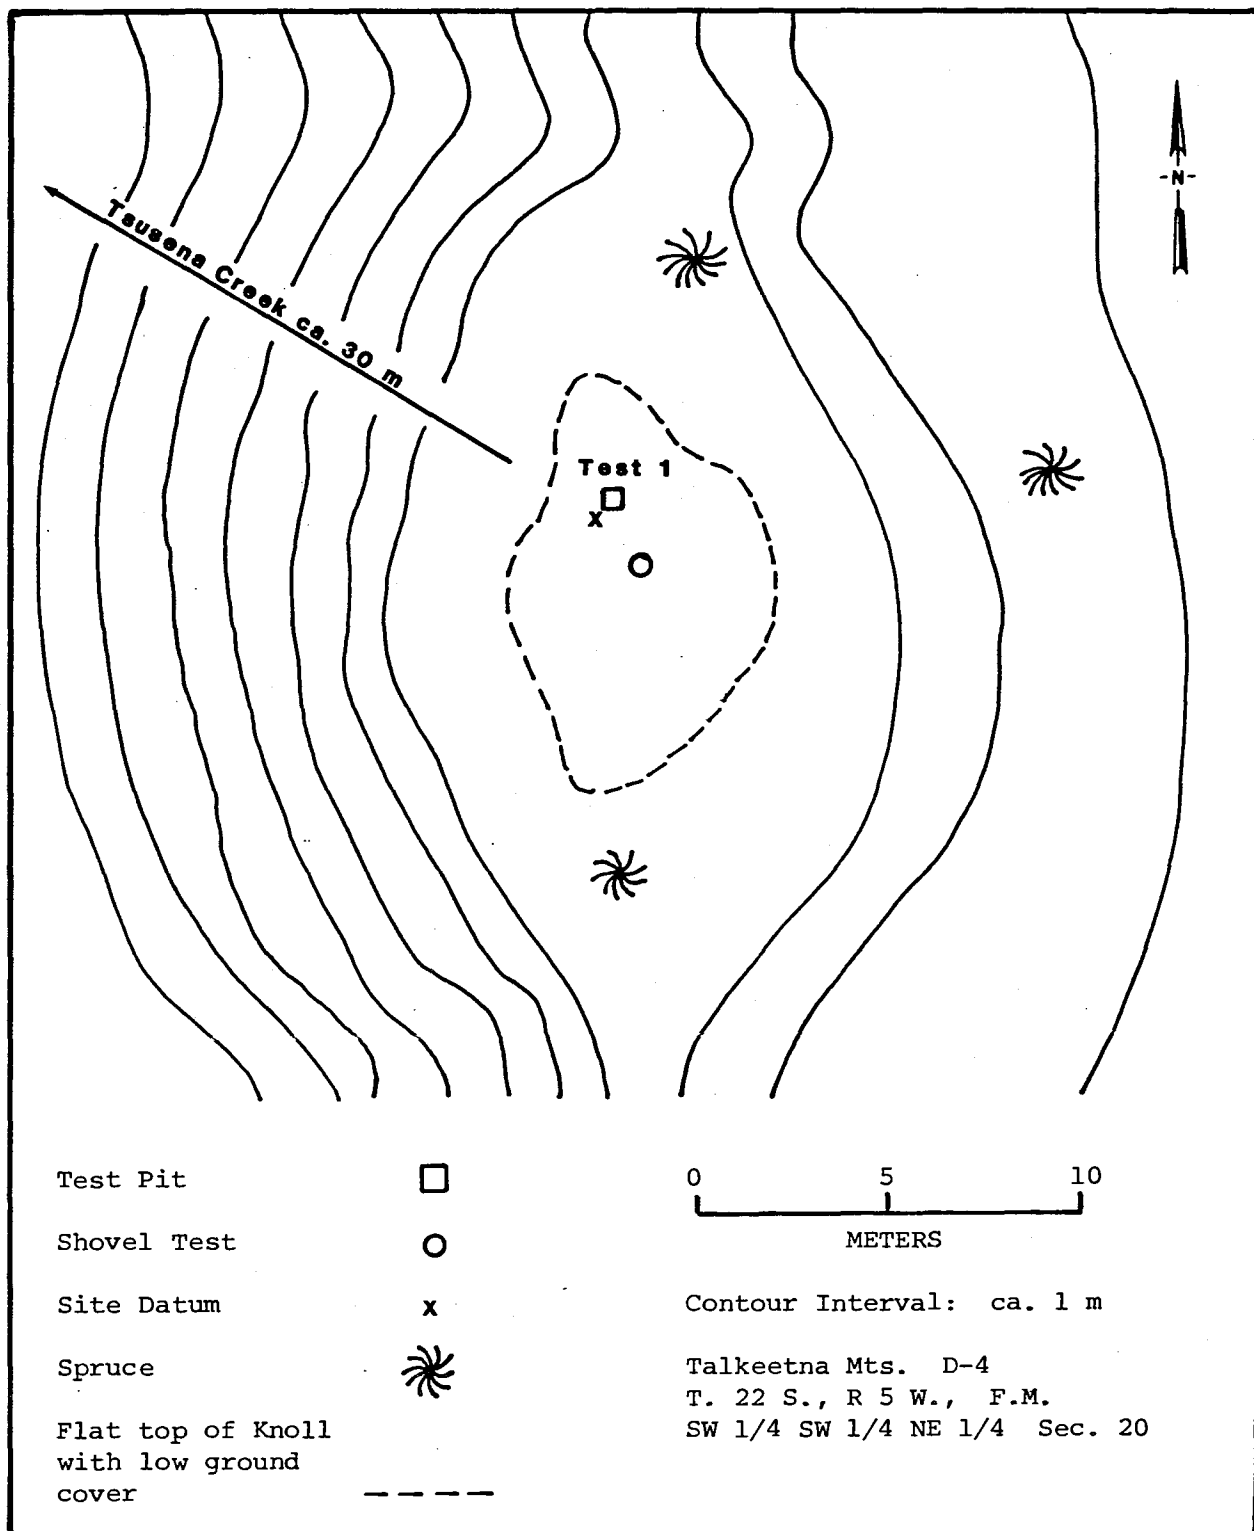 -N-
Tsusena Creek ca. 30 m
Test 1
x
Test Pit
Shovel Test
Site Datum x
Spruce
Flat top of Knoll
with low ground
cover
0 5 10
METERS
Contour Interval: ca. 1 m
Talkeetna Mts. D-4
T. 22 S., R 5 W., F.M.
SW 1/4 SW 1/4 NE 1/4 Sec. 20